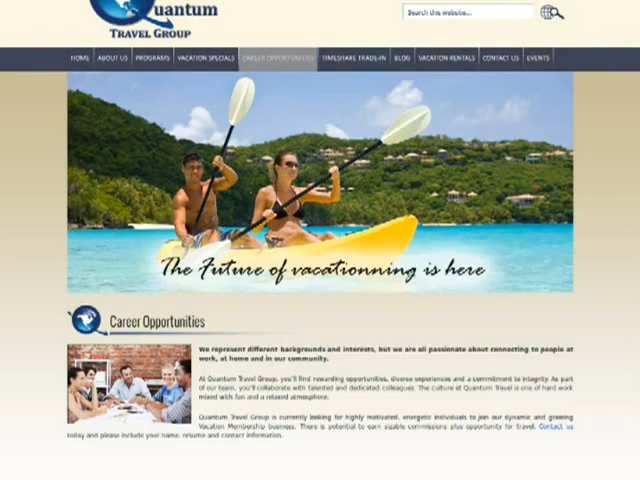 Quantum
TRAVEL GROUP
Search this website...
HOME ABOUT US PROGRAMS VACATION SPECIALS CAREER OPPORTUNITIES TIMESHARE TRADE-IN BLOG VACATION RENTALS CONTACT US EVENTS
The Future of vacationning is here
Career Opportunities
We represent different backgrounds and interests, but we are all passionate about connecting to people at
work, at home and in our community.
At Quantum Travel Group, you'll find rewarding opportunities, diverse experiences and a commitment to integrity. As part
of our team, you'll collaborate with talented and dedicated colleagues. The culture at Quantum Travel is one of hard work
mixed with fun and a relaxed atmosphere.
Quantum Travel Group is currently looking for highly motivated, energetic individuals to join our dynamic and growing
Vacation Membership business. There is potential to earn sizable commissions plus opportunity for travel. Contact us
today and please include your name, resume and contact information.